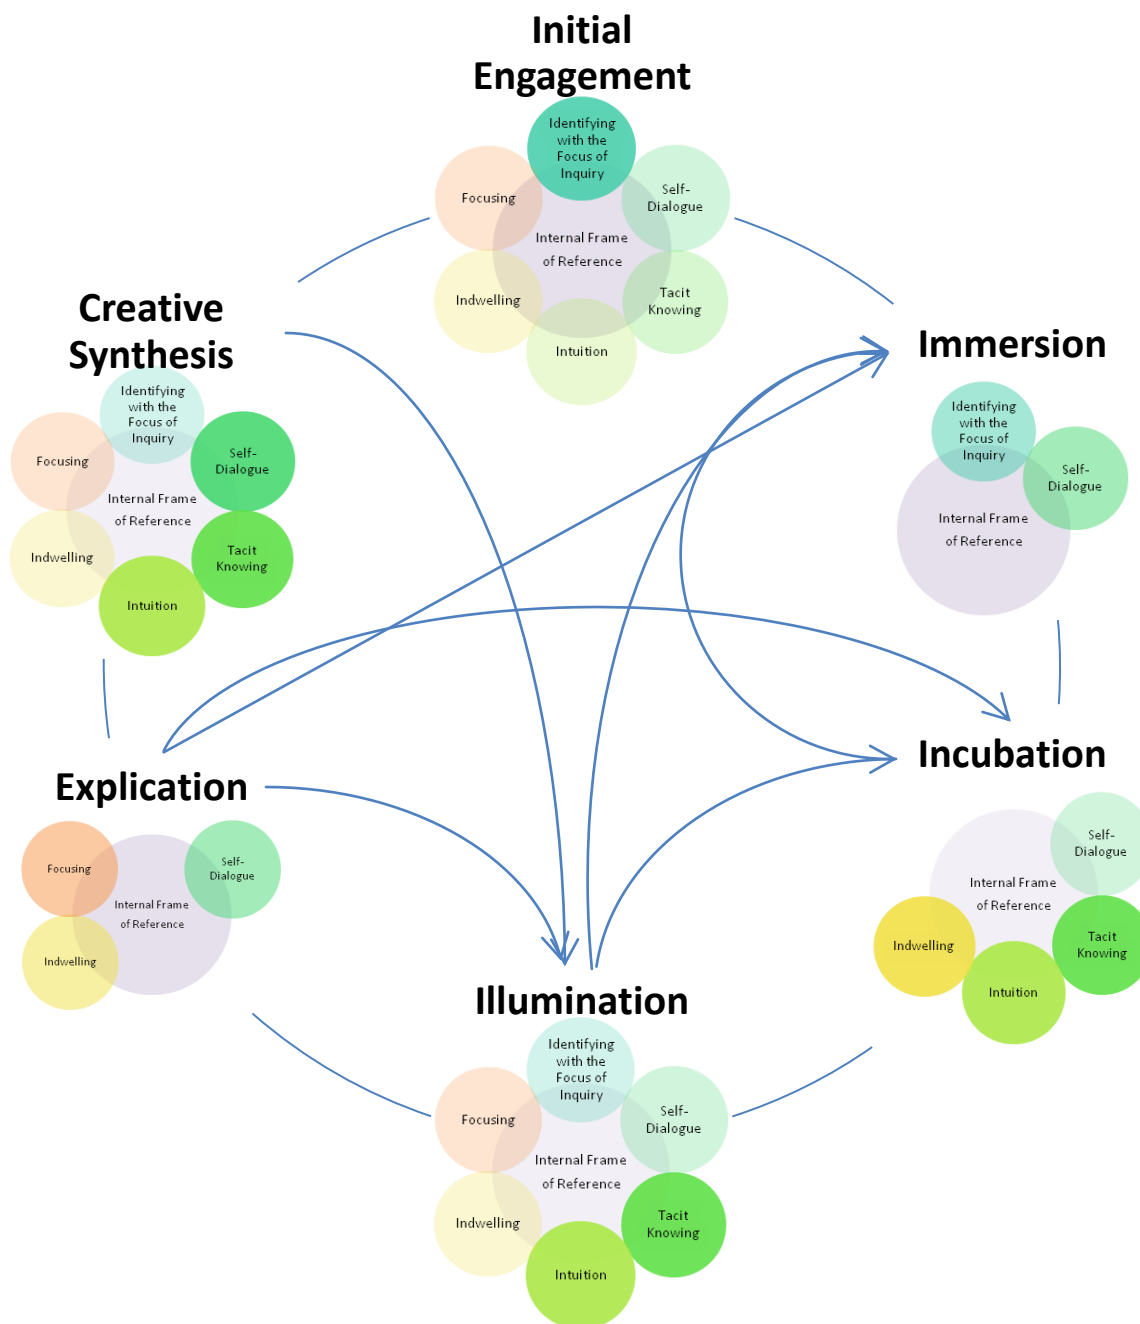 Initial
Engagement
Identifying
with the
Focus of
Inquiry
Focusing
Self-
Dialogue
Internal Frame
of Reference
Indwelling
Tacit
Knowing
Intuition
Creative
Synthesis
Identifying
with the
Focus of
Inquiry
Focusing
Self-
Dialogue
Internal Frame
of Reference
Indwelling
Tacit
Knowing
Intuition
Immersion
Identifying
with the
Focus of
Inquiry
Self-
Dialogue
Internal Frame
of Reference
Explication
Focusing
Self-
Dialogue
Internal Frame
of Reference
Indwelling
Incubation
Self-
Dialogue
Internal Frame
of Reference
Indwelling
Tacit
Knowing
Intuition
Illumination
Identifying
with the
Focus of
Inquiry
Focusing
Self-
Dialogue
Internal Frame
of Reference
Indwelling
Tacit
Knowing
Intuition